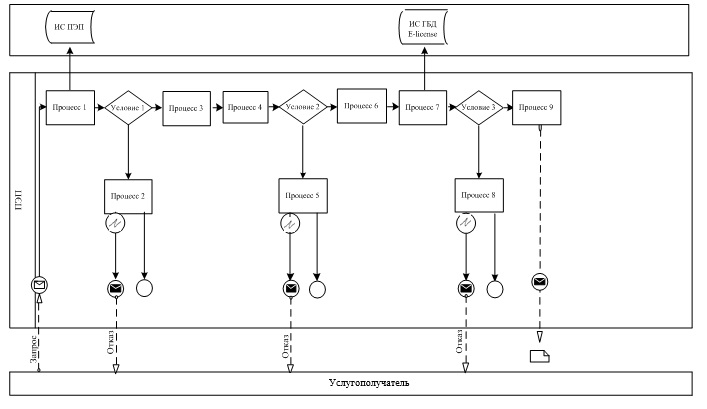 ИС ПЭП
ИС ГБД
E-license
Процесс 1
Условие 1
Процесс 3
Процесс 4
Условие 2
Процесс 6
Процесс 7
Условие 3
Процесс 9
Процесс 2
Процесс 5
Процесс 8
ПЭП
Запрос
Отказ
Отказ
Отказ
Услугополучатель